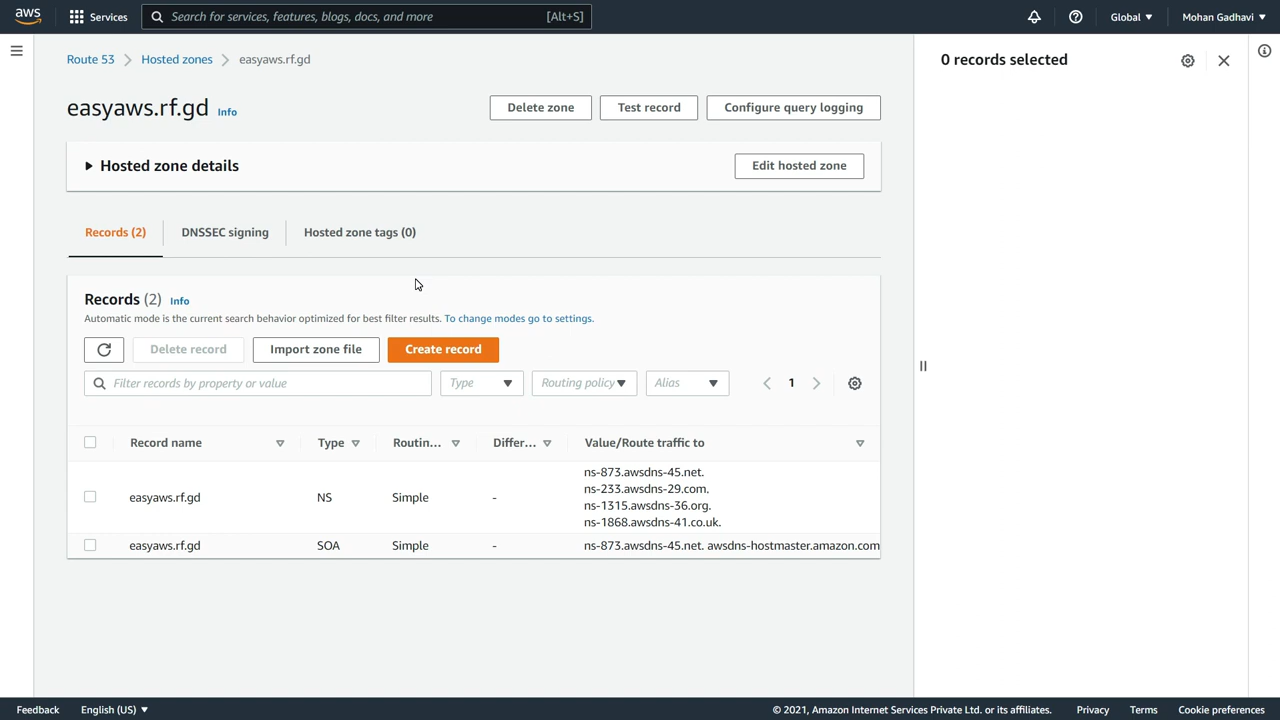 aws Services Search for services, features, blogs, docs, and more [Alt+S] Global Mohan Gadhavi
Route 53 Hosted zones easyaws.rf.gd
easyaws.rf.gd Info Delete zone Test record Configure query logging
Hosted zone details Edit hosted zone
Records (2) DNSSEC signing Hosted zone tags (0)
Records (2) Info
Automatic mode is the current search behavior optimized for best filter results. To change modes go to settings.
Delete record Import zone file Create record
Filter records by property or value Type Routing policy Alias 1
Record name Type Routin... Differ... Value/Route traffic to
ns-873.awsdns-45.net.
ns-233.awsdns-29.com.
easyaws.rf.gd NS Simple -
ns-1315.awsdns-36.org.
ns-1868.awsdns-41.co.uk.
easyaws.rf.gd SOA Simple - ns-873.awsdns-45.net. awsdns-hostmaster.amazon.com
0 records selected
Feedback English (US) © 2021, Amazon Internet Services Private Ltd. or its affiliates. Privacy Terms Cookie preferences